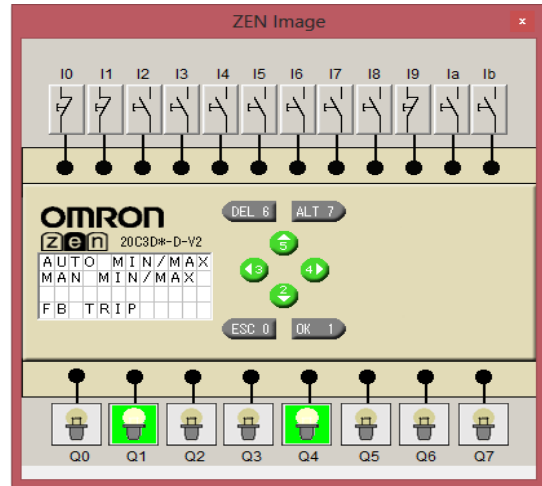 ZEN Image
x
I0 I1 I2 I3 I4 I5 I6 I7 I8 I9 Ia Ib
DEL 6 ALT 7
OMRON
zen 20C3D*-D-V2
5
AUTO MIN/MAX
3 4
MAN MIN/MAX
2
FB TRIP
ESC 0 OK 1
Q0 Q1 Q2 Q3 Q4 Q5 Q6 Q7